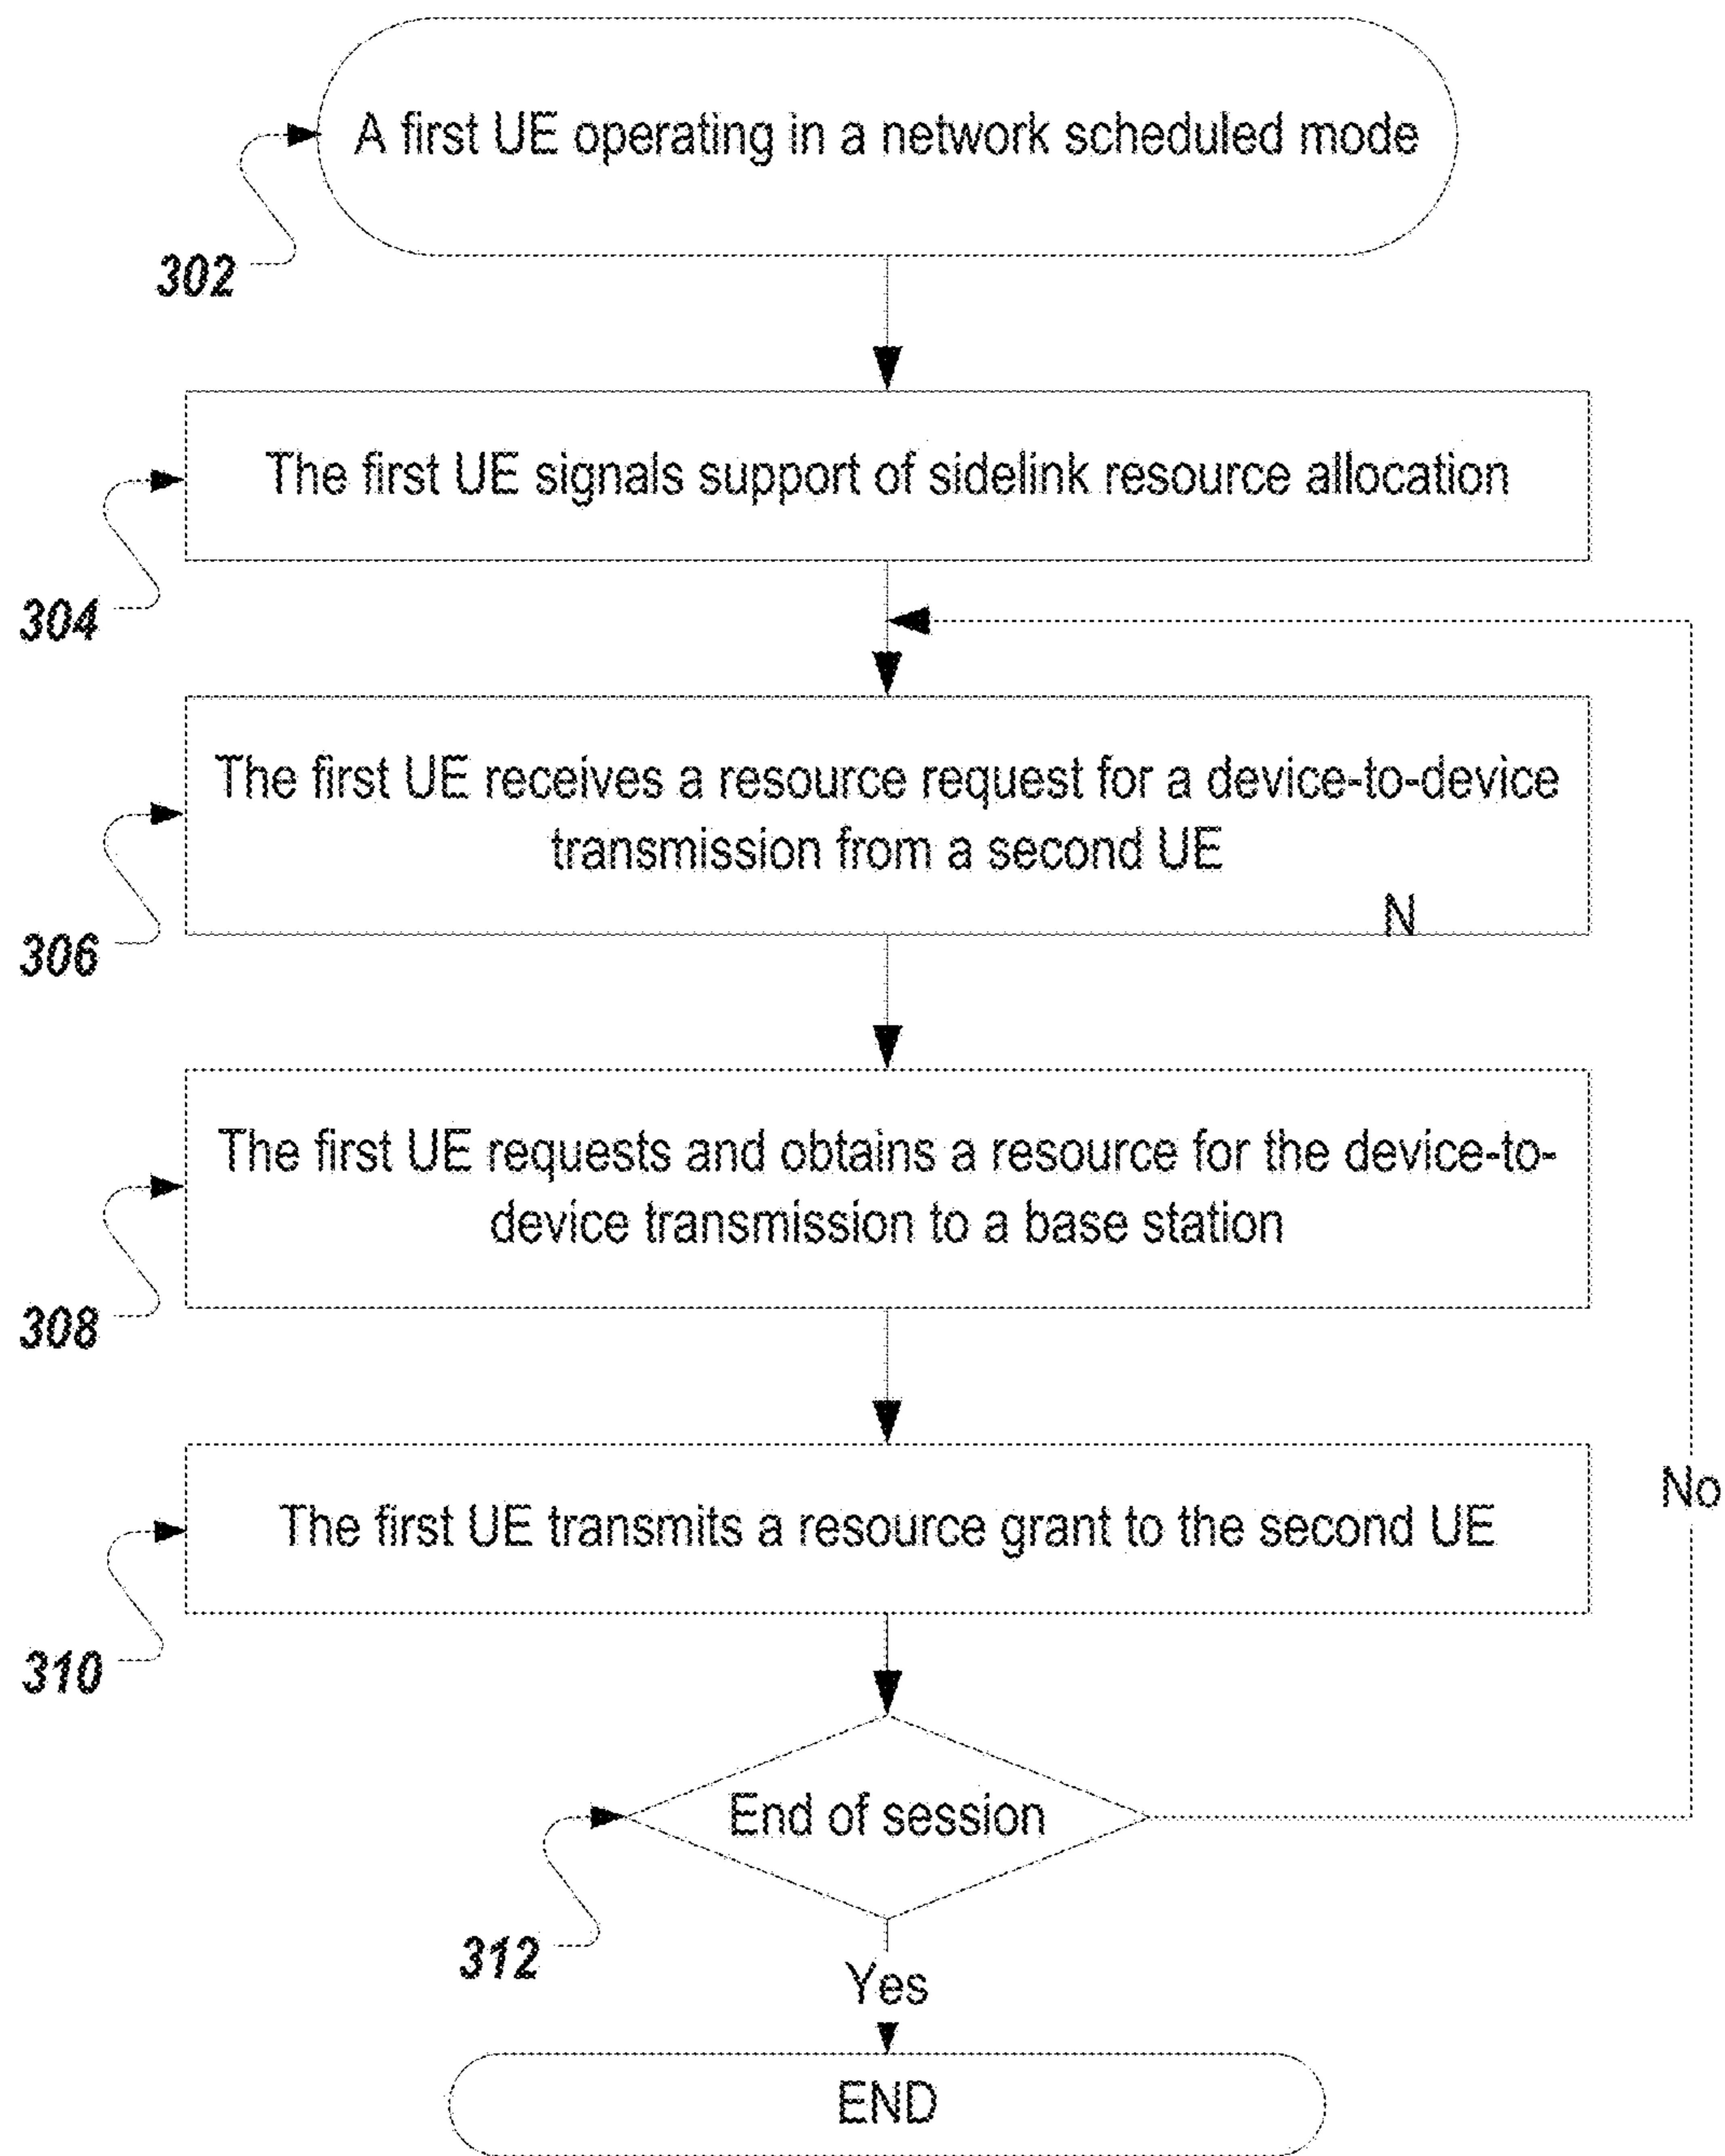 A first UE operating in a network scheduled mode
302
The first UE signals support of sidelink resource allocation
304
The first UE receives a resource request for a device-to-device
transmission from a second UE
N
306
The first UE requests and obtains a resource for the device-to-
device transmission to a base station
308
No
The first UE transmits a resource grant to the second UE
310
End of session
312
Yes
END